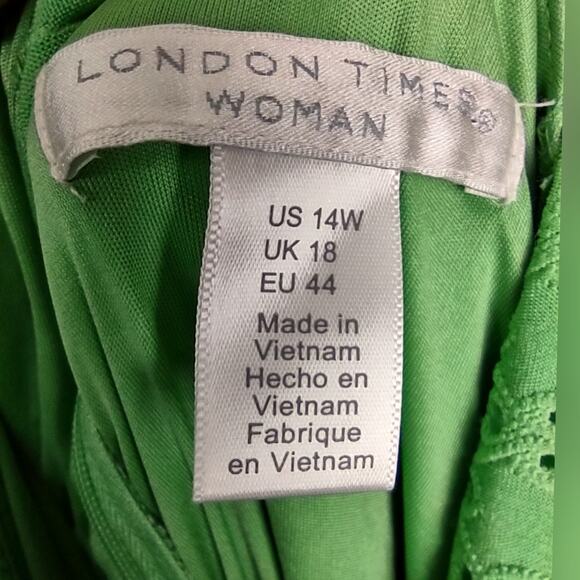 LONDON TIMES®
WOMAN
US 14W
UK 18
EU 44
Made in
Vietnam
Hecho en
Vietnam
Fabrique
en Vietnam